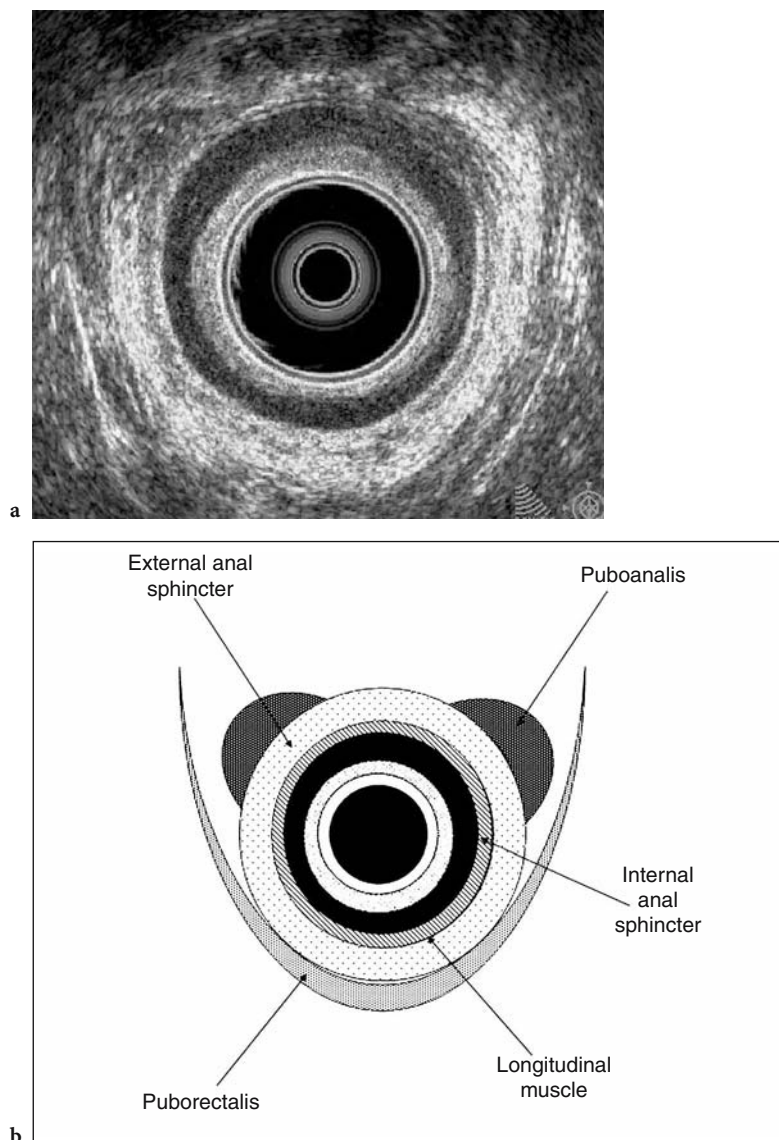 a
External anal
sphincter
Puboanalis
Internal
anal
sphincter
Longitudinal
muscle
Puborectalis
b